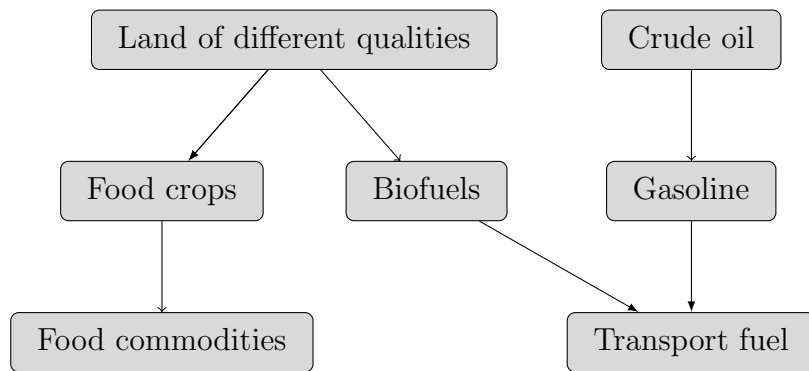 Land of different qualities
Crude oil
Food crops
Biofuels
Gasoline
Food commodities
Transport fuel